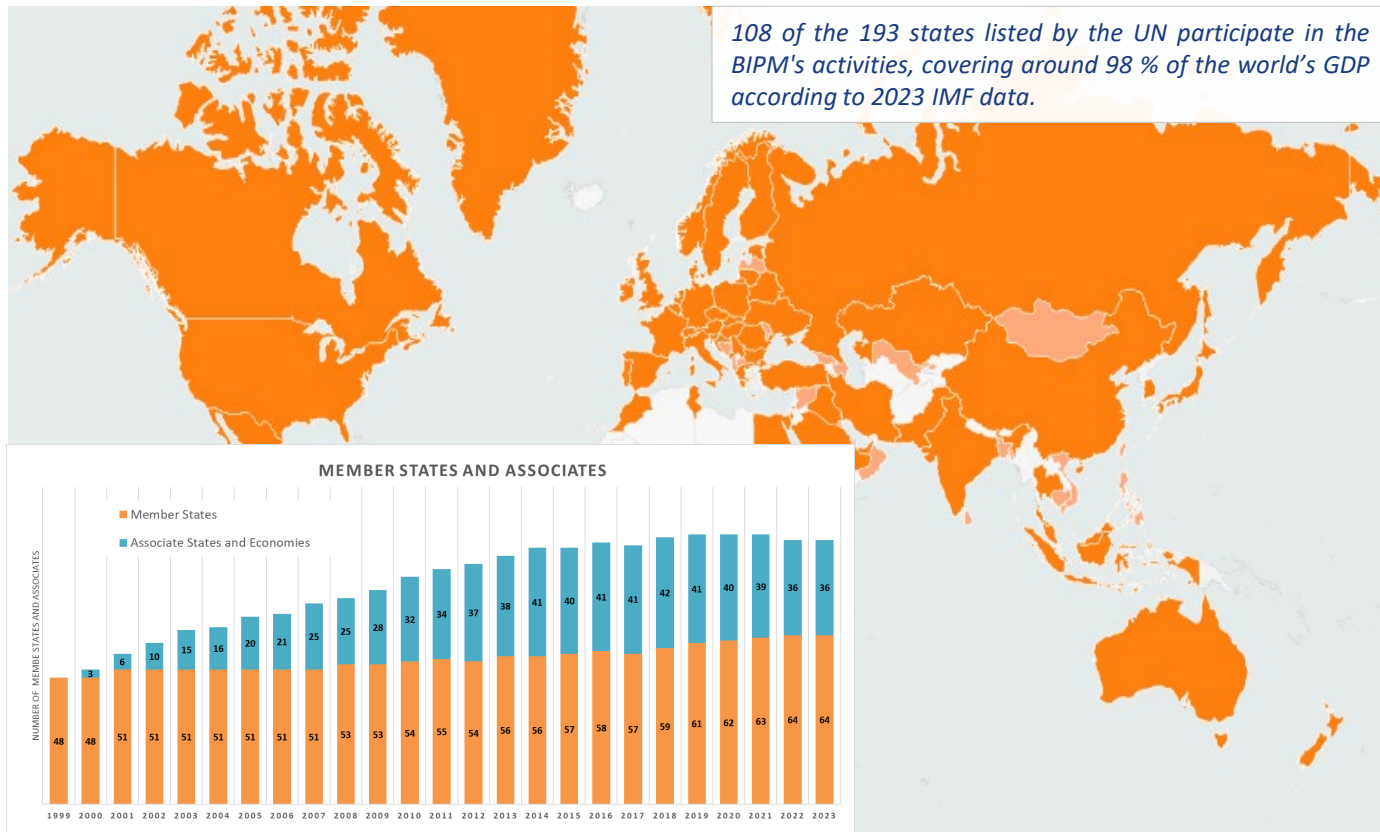 108 of the 193 states listed by the UN participate in the
BIPM's activities, covering around 98 % of the world’s GDP
according to 2023 IMF data.
MEMBER STATES AND ASSOCIATES
Member States
Associate States and Economies
NUMBER OF MEMBE STATES AND ASSOCIATES
3 6 10 15 16 20 21 25 25 28 32 34 37 38 41 40 41 41 42 41 40 39 36 36
48 48 51 51 51 51 51 51 51 53 53 54 55 54 56 56 57 58 57 59 61 62 63 64 64
1999 2000 2001 2002 2003 2004 2005 2006 2007 2008 2009 2010 2011 2012 2013 2014 2015 2016 2017 2018 2019 2020 2021 2022 2023